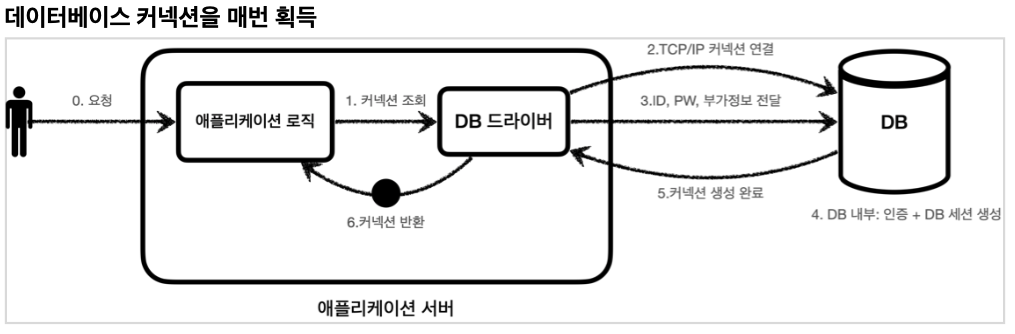 데이터베이스 커넥션을 매번 획득
2.TCP/IP 커넥션 연결
0. 요청
1. 커넥션 조회
3.ID, PW, 부가정보 전달
애플리케이션 로직
DB 드라이버
DB
5.커넥션 생성 완료
6.커넥션 반환
4. DB 내부: 인증 + DB 세션 생성
애플리케이션 서버